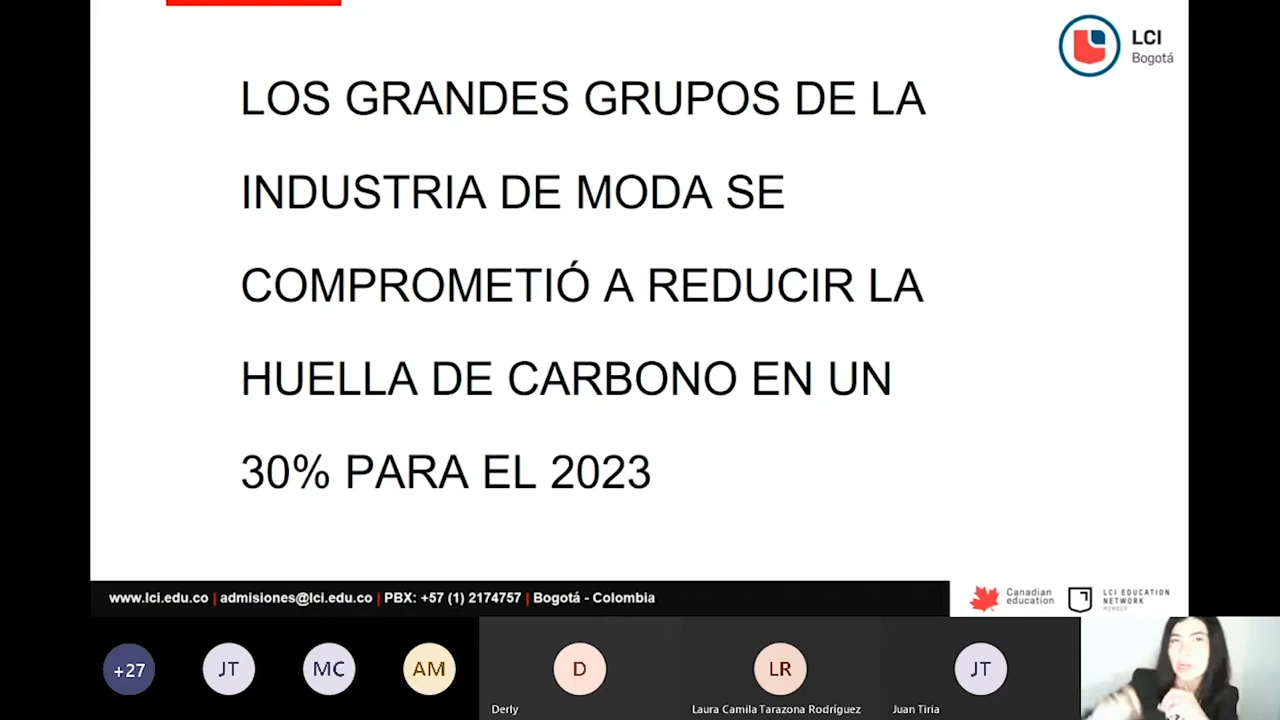 LCI
Bogotá
LOS GRANDES GRUPOS DE LA
INDUSTRIA DE MODA SE
COMPROMETIÓ A REDUCIR LA
HUELLA DE CARBONO EN UN
30% PARA EL 2023
www.lci.edu.co | admisiones@lci.edu.co | PBX: +57 (1) 2174757 | Bogotá - Colombia
Canadian
education
LCI EDUCATION
NETWORK
MEMBER
+27
JT
MC
AM
D
LR
JT
Derly
Laura Camila Tarazona Rodríguez
Juan Tiria